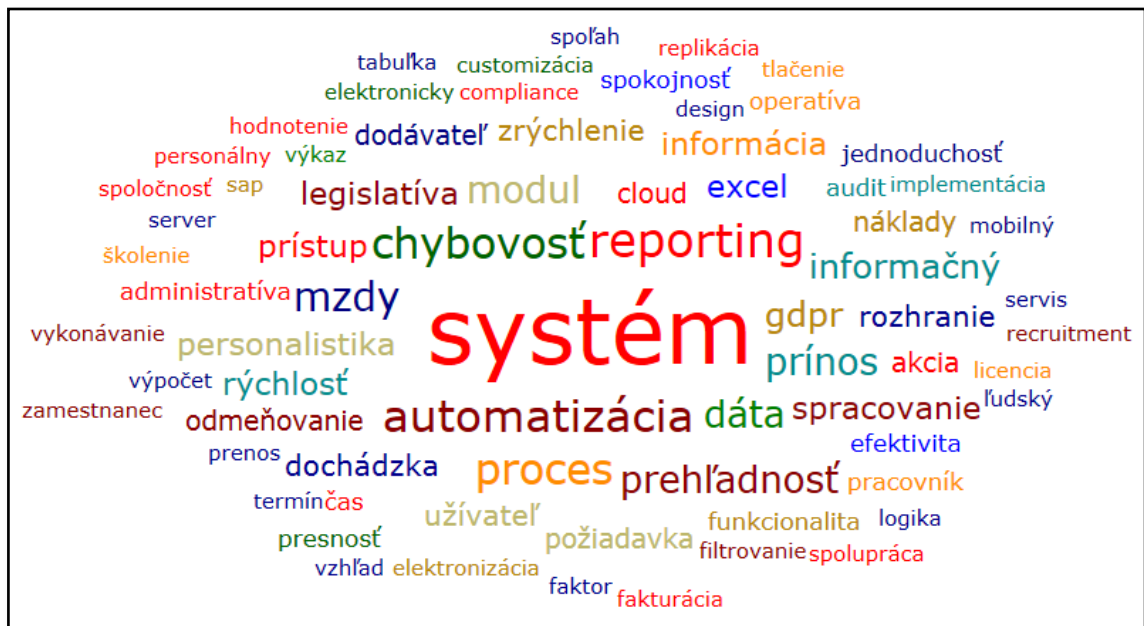 spoľah
replikácia
tabuľka customizácia spokojnosť tlačenie
elektronicky compliance design operatíva
hodnotenie dodávateľ zrýchlenie informácia jednoduchosť
personálny výkaz
spoločnosť sap legislatíva modul cloud excel audit implementácia
server náklady mobilný
školenie prístup chybovosť reporting informačný
administratíva mzdy systém gdpr rozhranie servis
vykonávanie personalistika prínos akcia recruitment
výpočet rýchlosť licencia
zamestnanec odmeňovanie automatizácia dáta spracovanie ľudský
prenos dochádzka proces prehľadnosť efektivita
pracovník
termín čas užívateľ funkcionalita logika
presnosť požiadavka filtrovanie spolupráca
vzhľad elektronizácia faktor
fakturácia